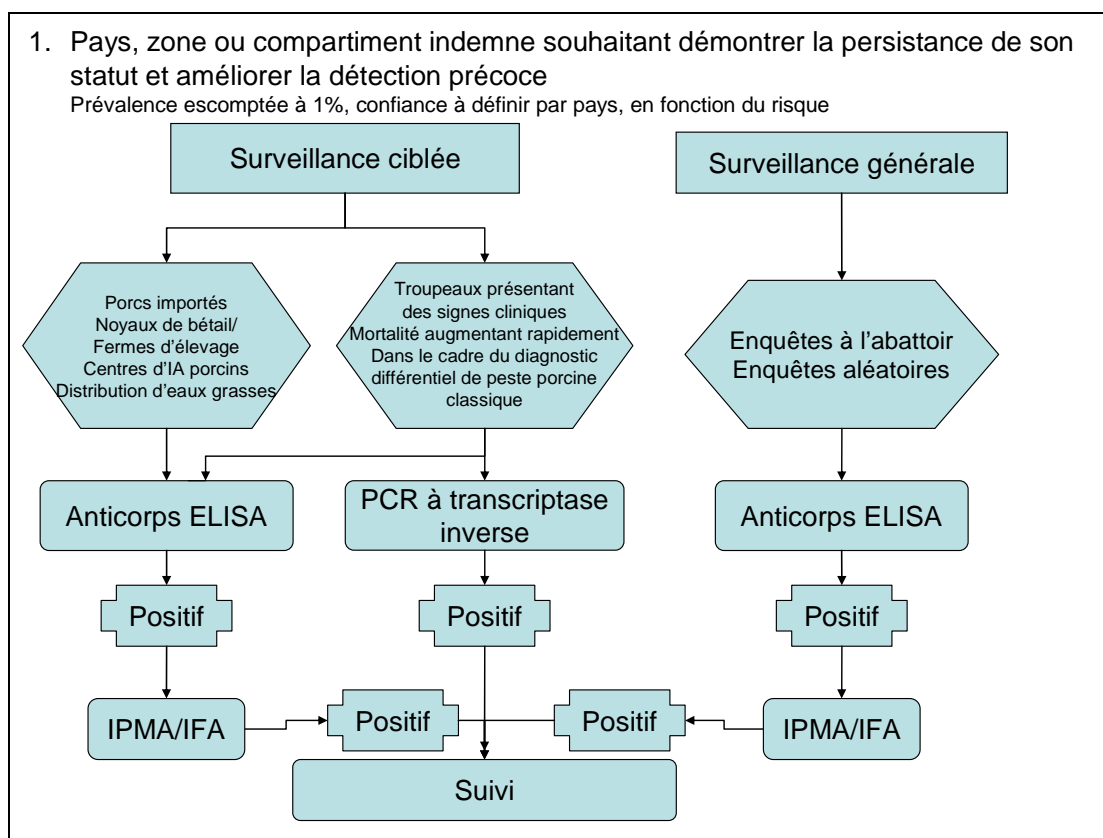 1. Pays, zone ou compartiment indemne souhaitant démontrer la persistance de son
statut et améliorer la détection précoce
Prévalence escomptée à 1%, confiance à définir par pays, en fonction du risque
Surveillance ciblée
Surveillance générale
Porcs importés
Noyaux de bétail/
Fermes d'élevage
Centres d'IA porcins
Distribution d'eaux grasses
Troupeaux présentant
des signes cliniques
Mortalité augmentant rapidement
Dans le cadre du diagnostic
différentiel de peste porcine
classique
Enquêtes à l'abattoir
Enquêtes aléatoires
Anticorps ELISA
PCR à transcriptase
inverse
Anticorps ELISA
Positif
Positif
Positif
IPMA/IFA
Positif
Positif
IPMA/IFA
Suivi